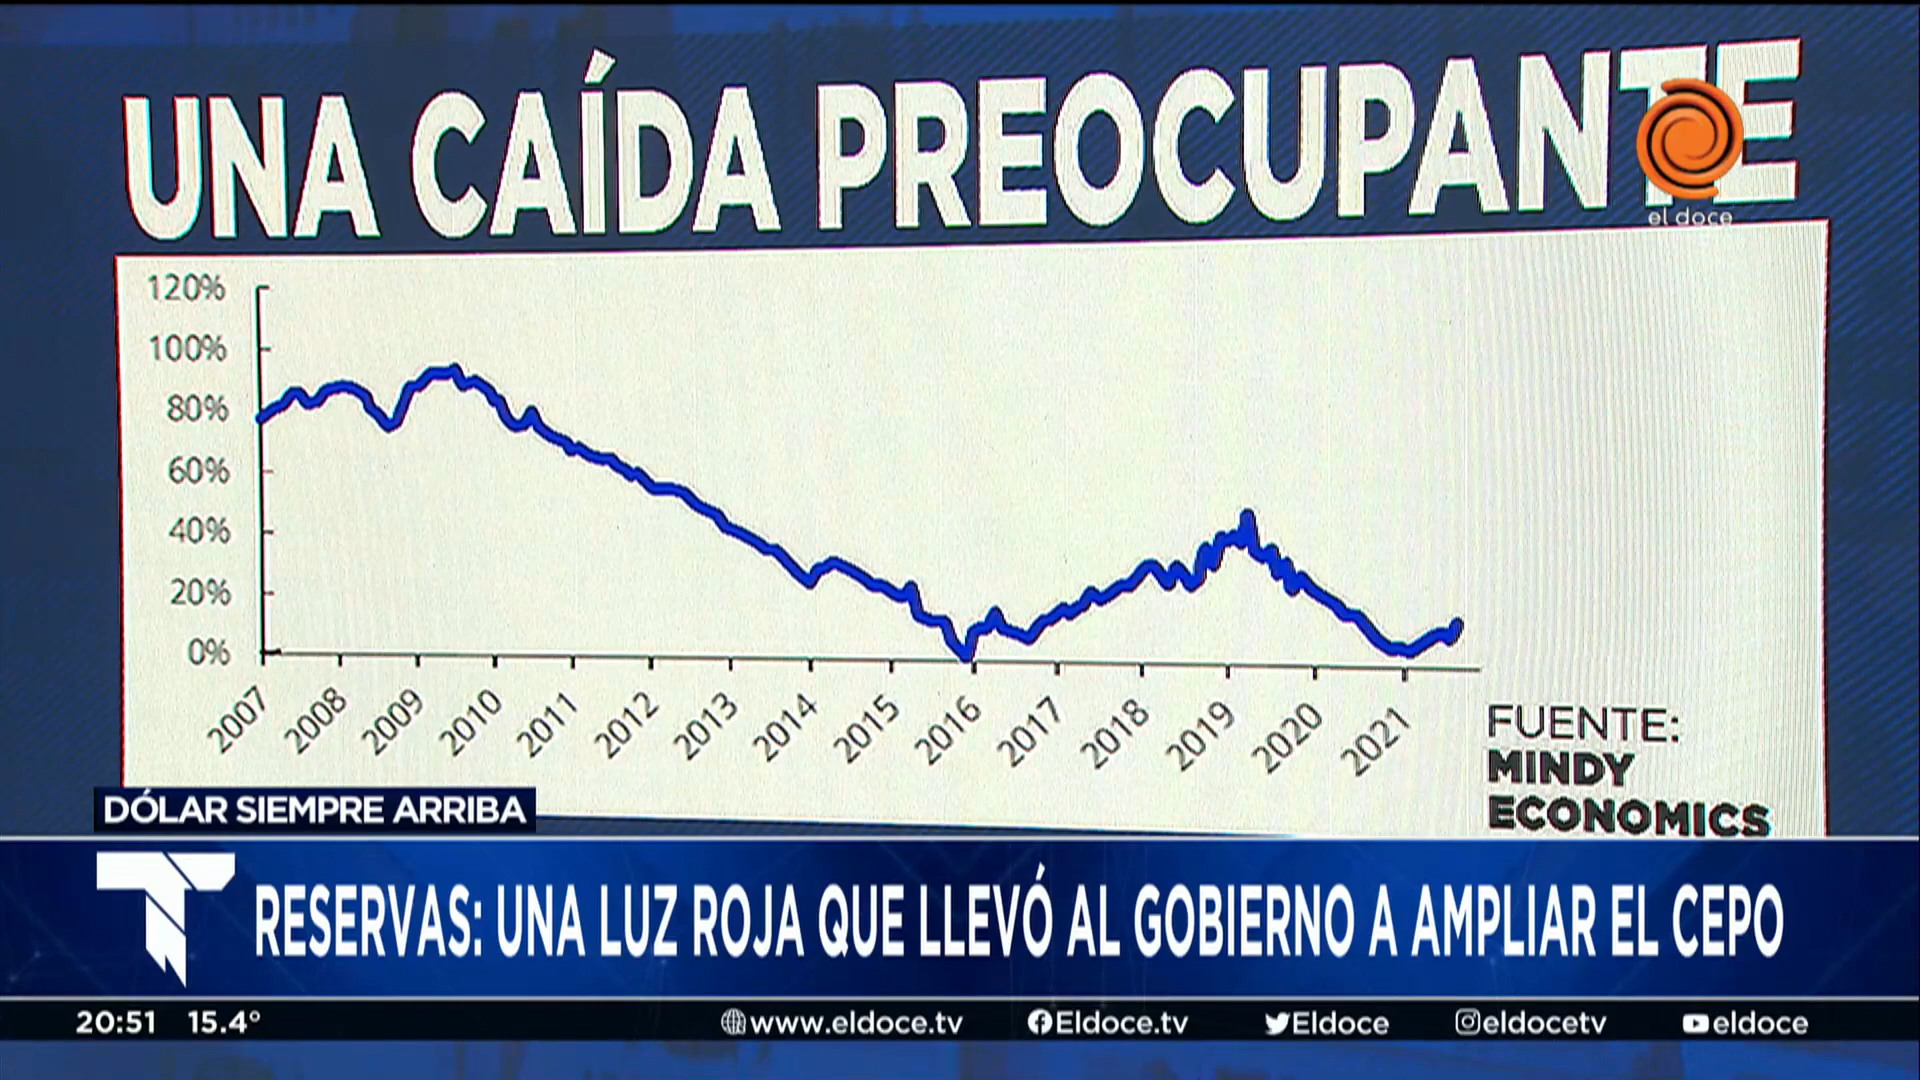 UNA CAÍDA PREOCUPANTE
el doce
120%
100%
80%
60%
40%
20%
0%
2007
2008
2009
2010
2011
2012
2013
2014
2015
2016
2017
2018
2019
2020
2021
FUENTE:
MINDY
ECONOMICS
DÓLAR SIEMPRE ARRIBA
RESERVAS: UNA LUZ ROJA QUE LLEVÓ AL GOBIERNO A AMPLIAR EL CEPO
20:51 15.4° www.eldoce.tv Eldoce.tv Eldoce eldocetv eldoce